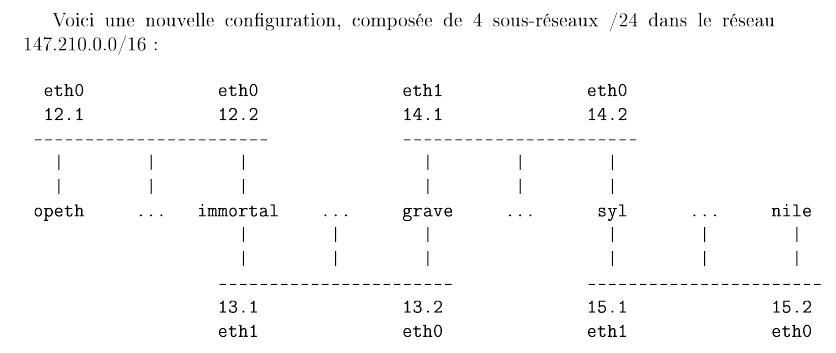 Voici une nouvelle configuration, composée de 4 sous-réseaux /24 dans le réseau
147.210.0.0/16 :
eth0 eth0 eth1 eth0
12.1 12.2 14.1 14.2
----------------------- -----------------------
| | | | | |
| | | | | |
opeth ... immortal ... grave ... syl ... nile
| | | | | |
| | | | | |
----------------------- -----------------------
13.1 13.2 15.1 15.2
eth1 eth0 eth1 eth0